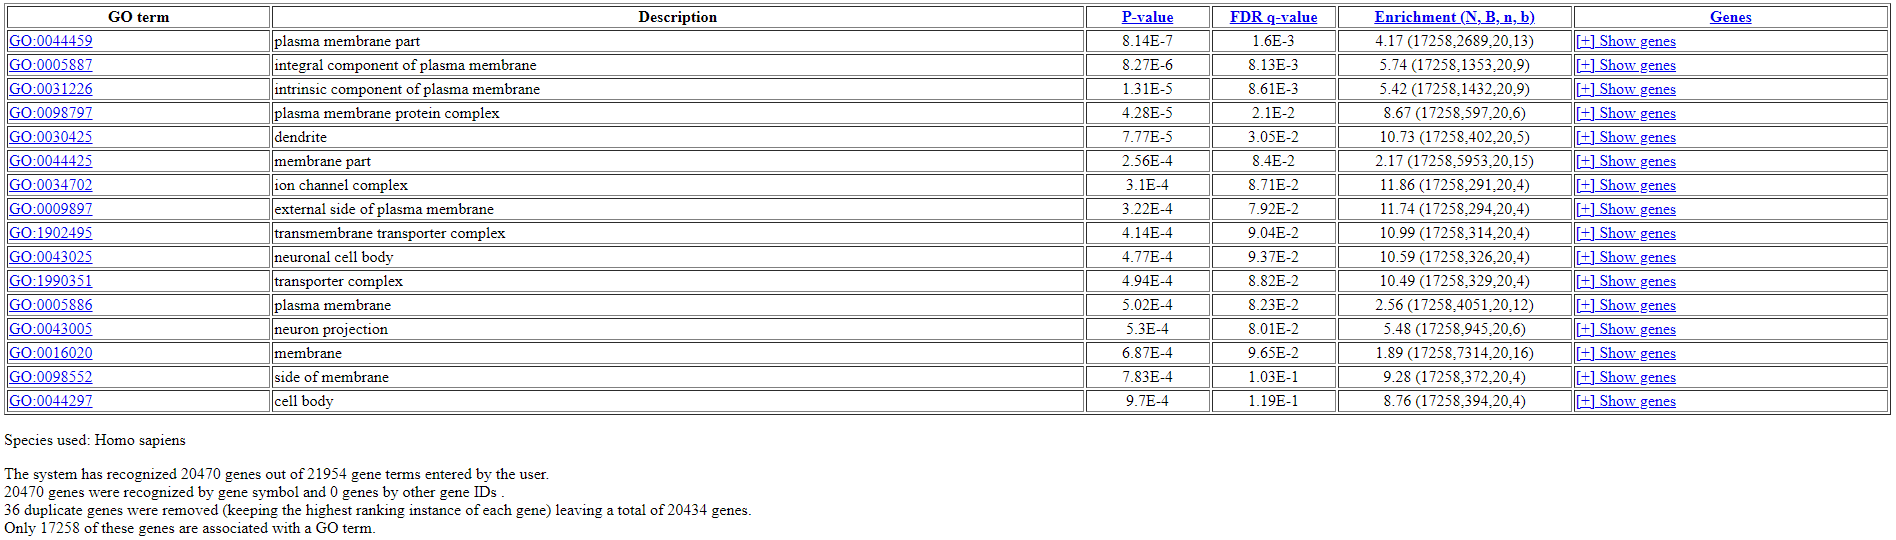 GO term Description P-value FDR q-value Enrichment (N, B, n, b) Genes
GO:0044459 plasma membrane part 8.14E-7 1.6E-3 4.17 (17258,2689,20,13) [+] Show genes
GO:0005887 integral component of plasma membrane 8.27E-6 8.13E-3 5.74 (17258,1353,20,9) [+] Show genes
GO:0031226 intrinsic component of plasma membrane 1.31E-5 8.61E-3 5.42 (17258,1432,20,9) [+] Show genes
GO:0098797 plasma membrane protein complex 4.28E-5 2.1E-2 8.67 (17258,597,20,6) [+] Show genes
GO:0030425 dendrite 7.77E-5 3.05E-2 10.73 (17258,402,20,5) [+] Show genes
GO:0044425 membrane part 2.56E-4 8.4E-2 2.17 (17258,5953,20,15) [+] Show genes
GO:0034702 ion channel complex 3.1E-4 8.71E-2 11.86 (17258,291,20,4) [+] Show genes
GO:0009897 external side of plasma membrane 3.22E-4 7.92E-2 11.74 (17258,294,20,4) [+] Show genes
GO:1902495 transmembrane transporter complex 4.14E-4 9.04E-2 10.99 (17258,314,20,4) [+] Show genes
GO:0043025 neuronal cell body 4.77E-4 9.37E-2 10.59 (17258,326,20,4) [+] Show genes
GO:1990351 transporter complex 4.94E-4 8.82E-2 10.49 (17258,329,20,4) [+] Show genes
GO:0005886 plasma membrane 5.02E-4 8.23E-2 2.56 (17258,4051,20,12) [+] Show genes
GO:0043005 neuron projection 5.3E-4 8.01E-2 5.48 (17258,945,20,6) [+] Show genes
GO:0016020 membrane 6.87E-4 9.65E-2 1.89 (17258,7314,20,16) [+] Show genes
GO:0098552 side of membrane 7.83E-4 1.03E-1 9.28 (17258,372,20,4) [+] Show genes
GO:0044297 cell body 9.7E-4 1.19E-1 8.76 (17258,394,20,4) [+] Show genes
Species used: Homo sapiens
The system has recognized 20470 genes out of 21954 gene terms entered by the user.
20470 genes were recognized by gene symbol and 0 genes by other gene IDs .
36 duplicate genes were removed (keeping the highest ranking instance of each gene) leaving a total of 20434 genes.
Only 17258 of these genes are associated with a GO term.